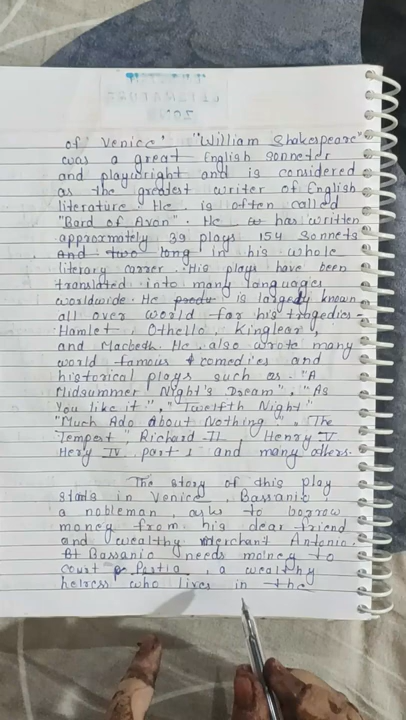 of Venice" "William Shakespeare"
was a great English sonneter
and playwright and is considered
as the greatest writer of English
literature. He is often called
"Bard of Avon". He has written
approxmately 39 plays 154 Sonnets
and two long in his whole
literary carrer. His plays have been
translated into many languages
worldwide. He is largely known
all over world for his tragedies-
Hamlet, Othello, Kinglear,
and Macbeth. He also wrote many
world famous comedies and
historical plays such as "A
Midsummer Night's Dream", "As
You like it", "Twelfth Night"
"Much Ado About Nothing", "The
Tempest", Richard II, Henry V
Hery IV part 1 and many others.
The story of this play
starts in Venice, Bassanio,
a nobleman, asks to borrow
money from his dear friend
and wealthy Merchant Antonio.
Bassanio needs money to
court Portia, a wealthy
heiress who lives in the